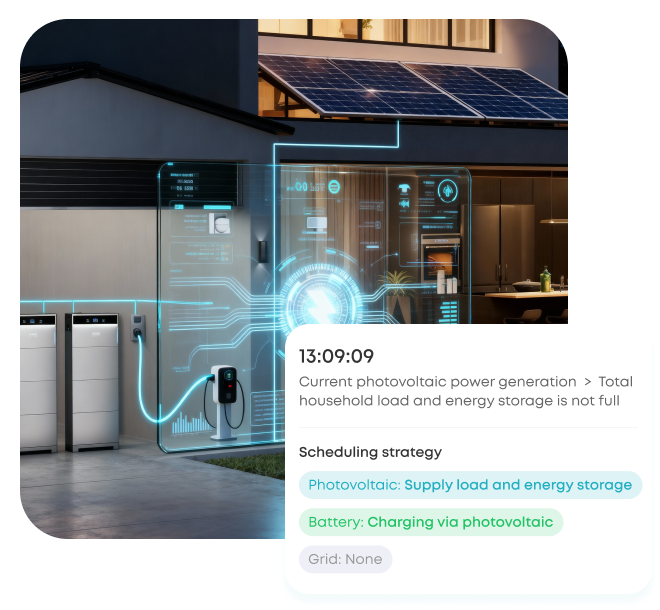 13:09:09
Current photovoltaic power generation > Total
household load and energy storage is not full
Scheduling strategy
Photovoltaic: Supply load and energy storage
Battery: Charging via photovoltaic
Grid: None